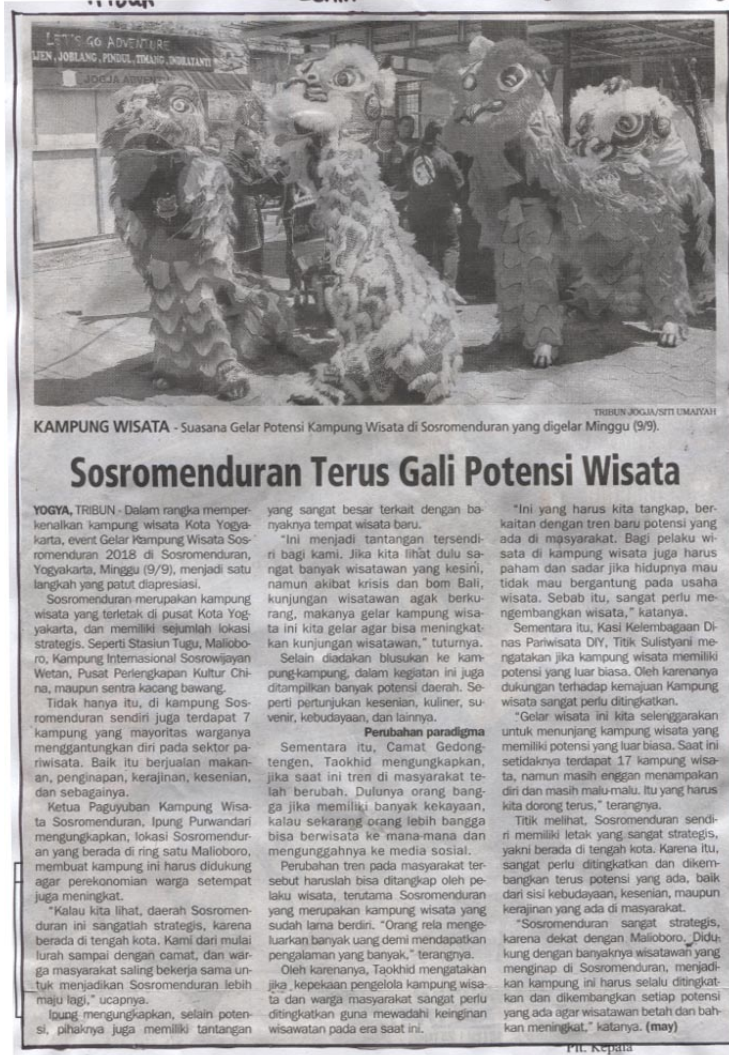 LET'S GO ADVENTURE
JOBLANG, PINDUL, TIMANG, INDRAYANTI
JOGJA ADVEN
TRIBUN JOGJA/SITI UMAIYAH
KAMPUNG WISATA - Suasana Gelar Potensi Kampung Wisata di Sosromenduran yang digelar Minggu (9/9).
Sosromenduran Terus Gali Potensi Wisata
YOGYA, TRIBUN - Dalam rangka memper-
kenalkan kampung wisata Kota Yogya-
karta, event Gelar Kampung Wisata Sos-
romenduran 2018 di Sosromenduran,
Yogyakarta, Minggu (9/9), menjadi satu
langkah yang patut diapresiasi.
Sosromenduran merupakan kampung
wisata yang terletak di pusat Kota Yog-
yakarta, dan memiliki sejumlah lokasi
strategis. Seperti Stasiun Tugu, Maliobo-
ro, Kampung Internasional Sosrowijayan
Wetan, Pusat Perlengkapan Kultur Chi-
na, maupun sentra kacang bawang.
Tidak hanya itu, di kampung Sos-
romenduran sendiri juga terdapat 7
kampung yang mayoritas warganya
menggantungkan diri pada sektor pa-
riwisata. Baik itu berjualan makan-
an, penginapan, kerajinan, kesenian,
dan sebagainya.
Ketua Paguyuban Kampung Wisa-
ta Sosromenduran, Ipung Purwandari
mengungkapkan, lokasi Sosromendur-
an yang berada di ring satu Malioboro,
membuat kampung ini harus didukung
agar perekonomian warga setempat
juga meningkat.
"Kalau kita lihat, daerah Sosromen-
duran ini sangatlah strategis, karena
berada di tengah kota. Kami dari mulai
lurah sampai dengan camat, dan war-
ga masyarakat saling bekerja sama un-
tuk menjadikan Sosromenduran lebih
maju lagi," ucapnya.
Ipung mengungkapkan, selain poten-
si, pihaknya juga memiliki tantangan
yang sangat besar terkait dengan ba-
nyaknya tempat wisata baru.
"Ini menjadi tantangan tersendi-
ri bagi kami. Jika kita lihat dulu sa-
ngat banyak wisatawan yang kesini,
namun akibat krisis dan bom Bali,
kunjungan wisatawan agak berku-
rang, makanya gelar kampung wisa-
ta ini kita gelar agar bisa meningkat-
kan kunjungan wisatawan," tuturnya.
Selain diadakan blusukan ke kam-
pung-kampung, dalam kegiatan ini juga
ditampilkan banyak potensi daerah. Se-
perti pertunjukan kesenian, kuliner, su-
venir, kebudayaan, dan lainnya.
Perubahan paradigma
Sementara itu, Camat Gedong-
tengen, Taokhid mengungkapkan,
jika saat ini tren di masyarakat te-
lah berubah. Dulunya orang bang-
ga jika memiliki banyak kekayaan,
kalau sekarang orang lebih bangga
bisa berwisata ke mana-mana dan
mengunggahnya ke media sosial.
Perubahan tren pada masyarakat ter-
sebut haruslah bisa ditangkap oleh pe-
laku wisata, terutama Sosromenduran
yang merupakan kampung wisata yang
sudah lama berdiri. "Orang rela menge-
luarkan banyak uang demi mendapatkan
pengalaman yang banyak," terangnya.
Oleh karenanya, Taokhid mengatakan
jika kepekaan pengelola kampung wisa-
ta dan warga masyarakat sangat perlu
ditingkatkan guna mewadahi keinginan
wisawatan pada era saat ini.
"Ini yang harus kita tangkap, ber-
kaitan dengan tren baru potensi yang
ada di masyarakat. Bagi pelaku wi-
sata di kampung wisata juga harus
paham dan sadar jika hidupnya mau
tidak mau bergantung pada usaha
wisata. Sebab itu, sangat perlu me-
ngembangkan wisata," katanya.
Sementara itu, Kasi Kelembagaan Di-
nas Pariwisata DIY, Titik Sulistyani me-
ngatakan jika kampung wisata memiliki
potensi yang luar biasa. Oleh karenanya
dukungan terhadap kemajuan Kampung
wisata sangat perlu ditingkatkan.
"Gelar wisata ini kita selenggarakan
untuk menunjang kampung wisata yang
memiliki potensi yang luar biasa. Saat ini
setidaknya terdapat 17 kampung wisa-
ta, namun masih enggan menampakan
diri dan masih malu-malu. Itu yang harus
kita dorong terus," terangnya.
Titik melihat, Sosromenduran sendi-
ri memiliki letak yang sangat strategis,
yakni berada di tengah kota. Karena Itu,
sangat perlu ditingkatkan dan dikem-
bangkan terus potensi yang ada, baik
dari sisi kebudayaan, kesenian, maupun
kerajinan yang ada di masyarakat.
"Sosromenduran sangat strategis,
karena dekat dengan Malioboro. Didu-
kung dengan banyaknya wisatawan yang
menginap di Sosromenduran, menjadi-
kan kampung ini harus selalu ditingkat-
kan dan dikembangkan setiap potensi
yang ada agar wisatawan betah dan bah-
kan meningkat," katanya. (may)
Plt. Kepala